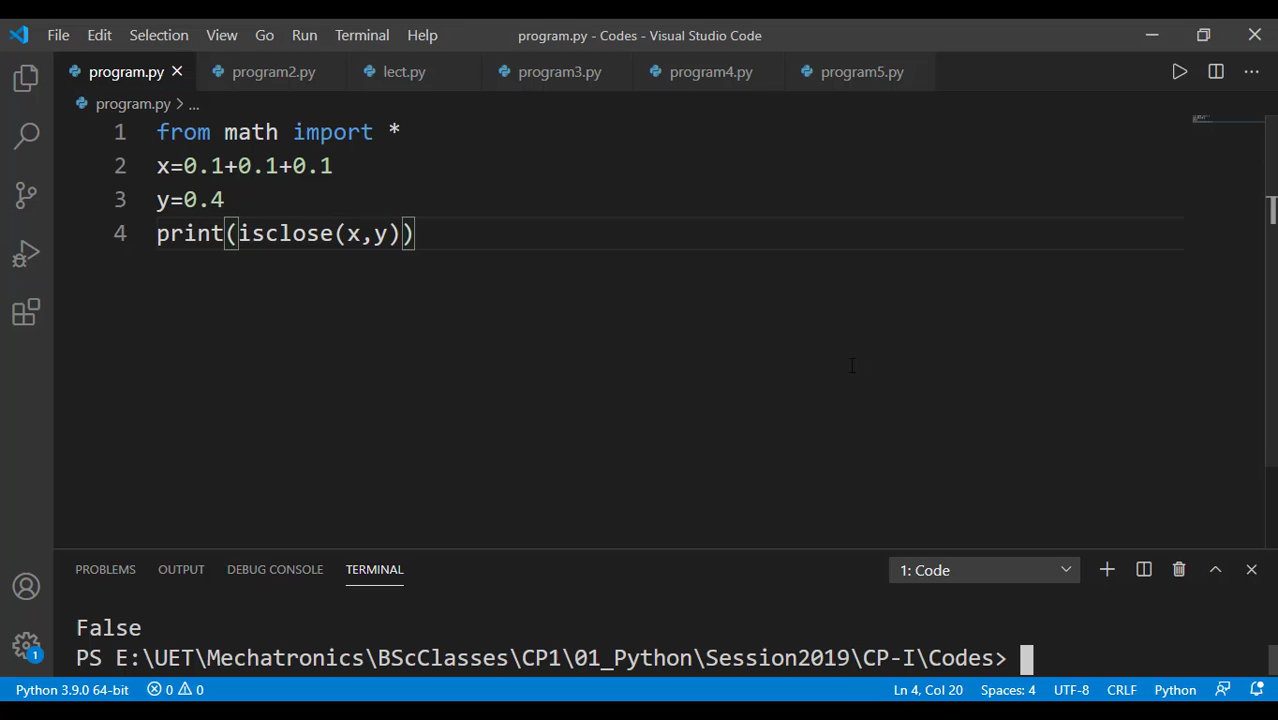 File Edit Selection View Go Run Terminal Help program.py - Codes - Visual Studio Code
program.py program2.py lect.py program3.py program4.py program5.py
program.py > ...
1 from math import *
2 x=0.1+0.1+0.1
3 y=0.4
4 print(isclose(x,y))
PROBLEMS OUTPUT DEBUG CONSOLE TERMINAL 1: Code
False
PS E:\UET\Mechatronics\BScClasses\CP1\01_Python\Session2019\CP-I\Codes>
1
Python 3.9.0 64-bit 0 0 Ln 4, Col 20 Spaces: 4 UTF-8 CRLF Python